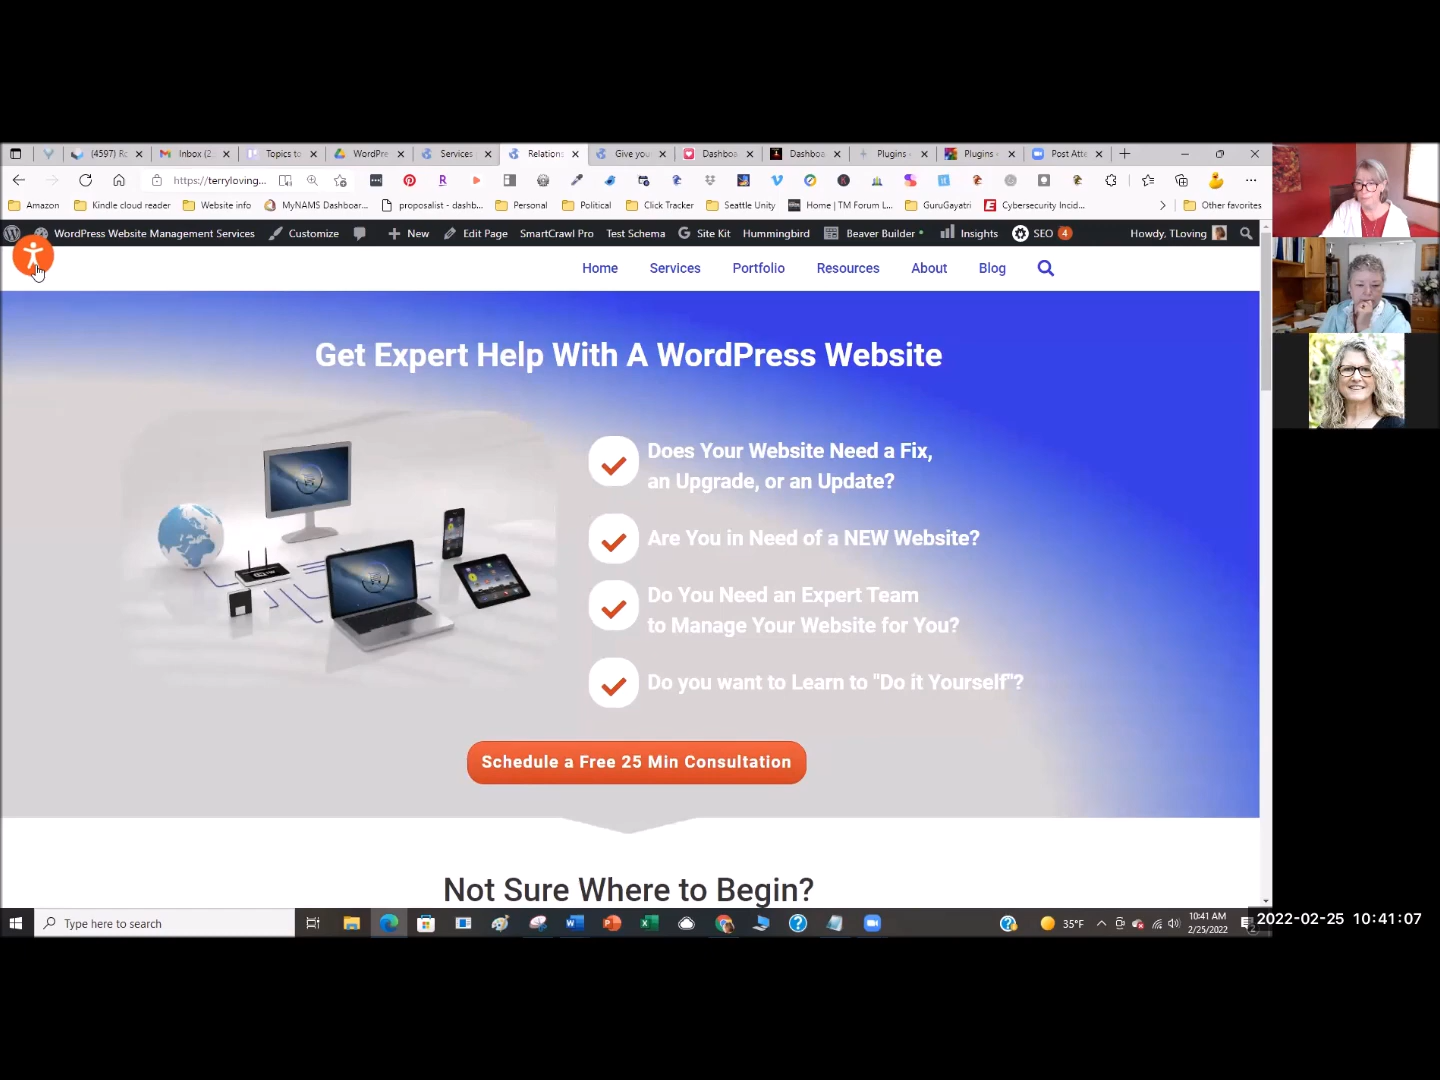 (4597) Rc
Inbox (2
Topics to
WordPre
Services
Relation
Give you
Dashboa
Dashboa
Plugins
Plugins
Post Atte
https://terryloving...
Amazon
Kindle cloud reader
Website info
MyNAMS Dashboar...
proposalist - dashb...
Personal
Political
Click Tracker
Seattle Unity
Home | TM Forum L...
GuruGayatri
Cybersecurity Incid...
Other favorites
WordPress Website Management Services
Customize
New
Edit Page
SmartCrawl Pro
Test Schema
Site Kit
Hummingbird
Beaver Builder
Insights
SEO 4
Howdy, TLoving
Home
Services
Portfolio
Resources
About
Blog
Get Expert Help With A WordPress Website
Does Your Website Need a Fix,
an Upgrade, or an Update?
Are You in Need of a NEW Website?
Do You Need an Expert Team
to Manage Your Website for You?
Do you want to Learn to "Do it Yourself"?
Schedule a Free 25 Min Consultation
Not Sure Where to Begin?
Type here to search
35°F
10:41 AM
2/25/2022
2022-02-25 10:41:07